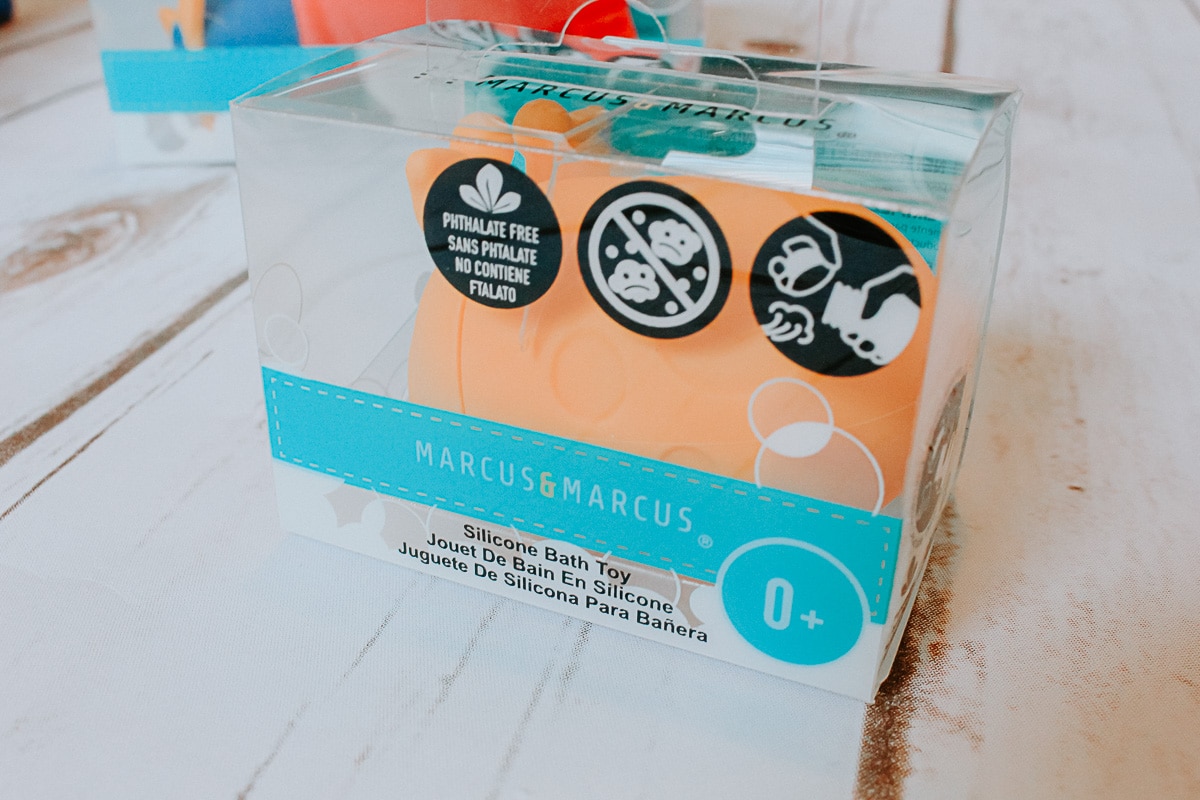 MARCUS&MARCUS
PHTHALATE FREE
SANS PHTALATE
NO CONTIENE
FTALATO
MARCUS&MARCUS®
Silicone Bath Toy
Jouet De Bain En Silicone
Juguete De Silicona Para Bañera
0+